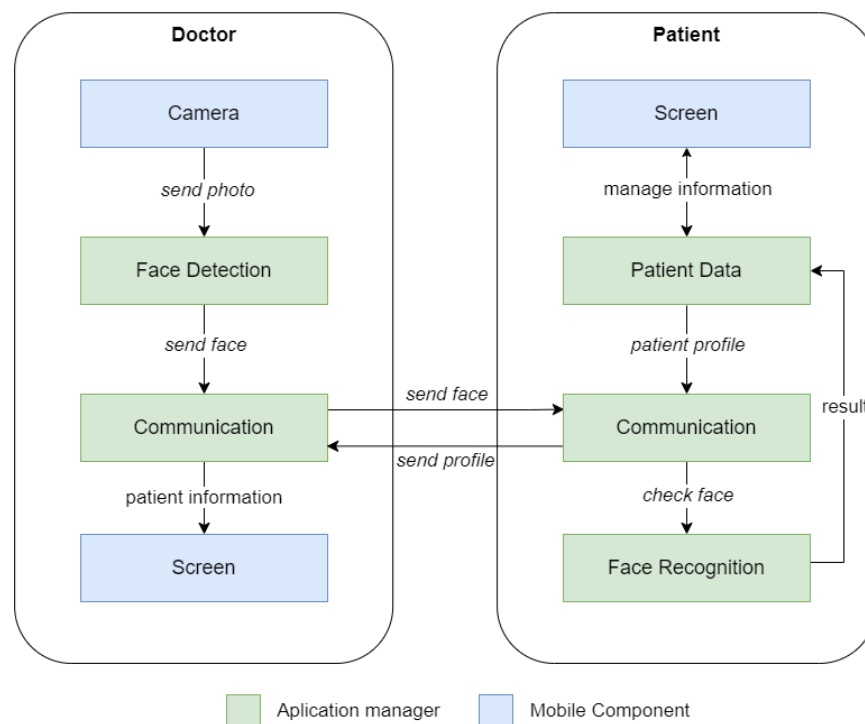 Doctor
Camera
send photo
Face Detection
send face
Communication
patient information
Screen
send face
send profile
Patient
Screen
manage information
Patient Data
patient profile
Communication
check face
Face Recognition
result
Aplication manager
Mobile Component